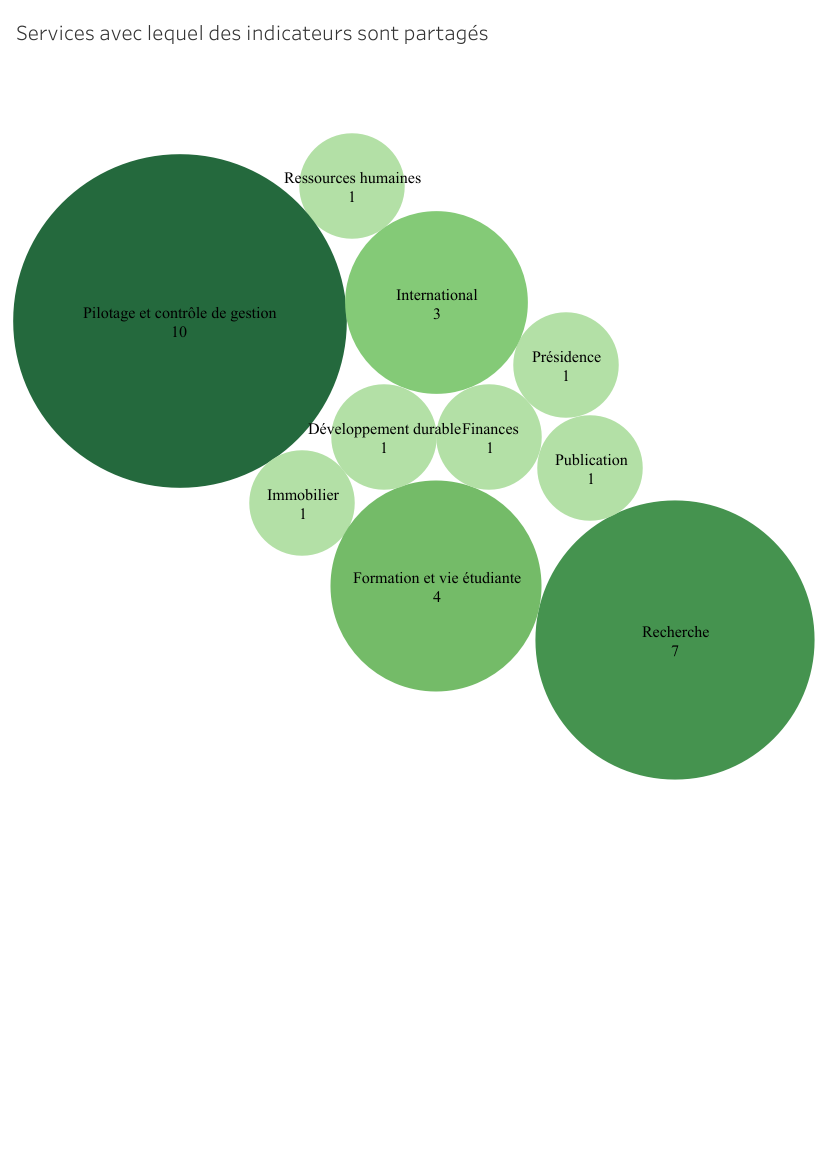 Services avec lequel des indicateurs sont partagés
Ressources humaines
1
Pilotage et contrôle de gestion
10
International
3
Présidence
1
Développement durable
1
Finances
1
Publication
1
Immobilier
1
Formation et vie étudiante
4
Recherche
7